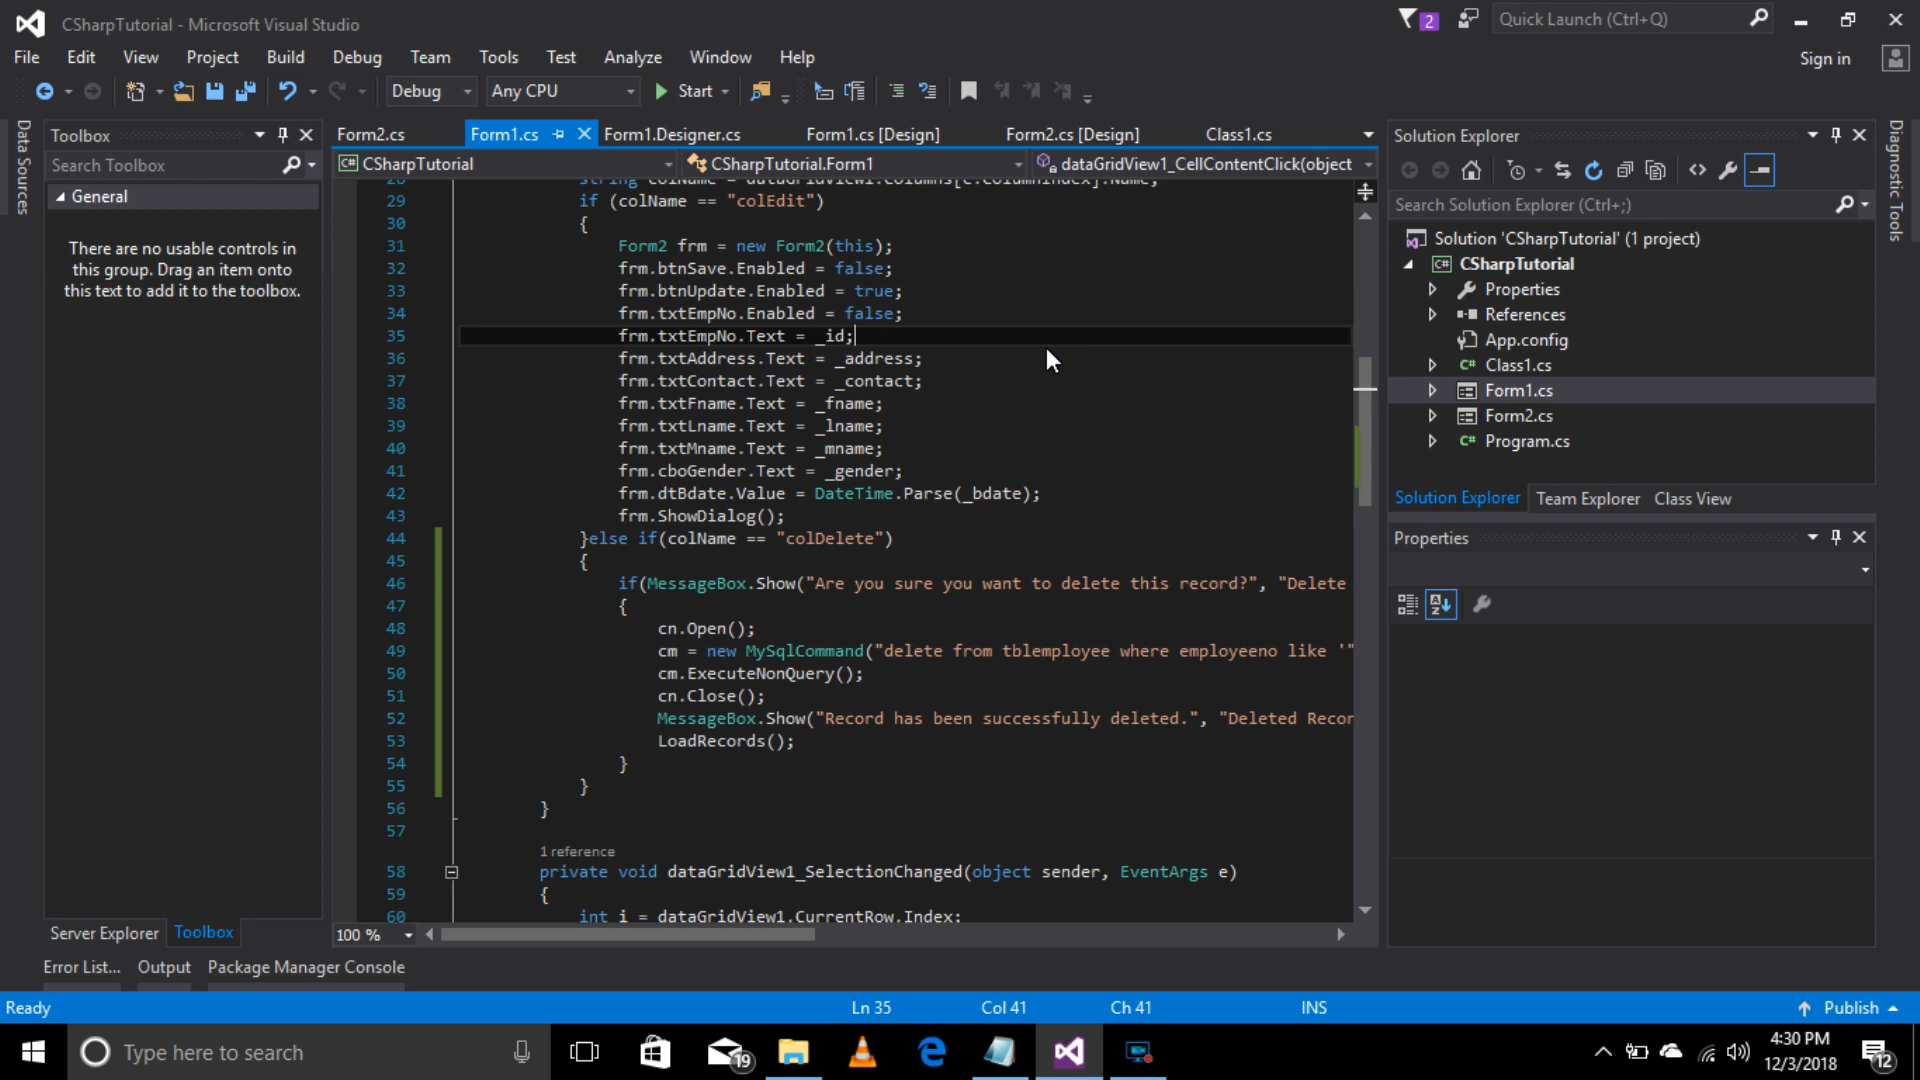 CSharpTutorial - Microsoft Visual Studio
2
Quick Launch (Ctrl+Q)
File Edit View Project Build Debug Team Tools Test Analyze Window Help
Sign in
Debug
Any CPU
Start
Data Sources
Toolbox
Search Toolbox
General
There are no usable controls in
this group. Drag an item onto
this text to add it to the toolbox.
Server Explorer
Toolbox
Form2.cs
Form1.cs
Form1.Designer.cs
Form1.cs [Design]
Form2.cs [Design]
Class1.cs
CSharpTutorial
CSharpTutorial.Form1
dataGridView1_CellContentClick(object
28 string colName = dataGridView1.Columns[e.ColumnIndex].Name;
29 if (colName == "colEdit")
30 {
31 Form2 frm = new Form2(this);
32 frm.btnSave.Enabled = false;
33 frm.btnUpdate.Enabled = true;
34 frm.txtEmpNo.Enabled = false;
35 frm.txtEmpNo.Text = _id;
36 frm.txtAddress.Text = _address;
37 frm.txtContact.Text = _contact;
38 frm.txtFname.Text = _fname;
39 frm.txtLname.Text = _lname;
40 frm.txtMname.Text = _mname;
41 frm.cboGender.Text = _gender;
42 frm.dtBdate.Value = DateTime.Parse(_bdate);
43 frm.ShowDialog();
44 }else if(colName == "colDelete")
45 {
46 if(MessageBox.Show("Are you sure you want to delete this record?", "Delete
47 {
48 cn.Open();
49 cm = new MySqlCommand("delete from tblemployee where employeeno like '"
50 cm.ExecuteNonQuery();
51 cn.Close();
52 MessageBox.Show("Record has been successfully deleted.", "Deleted Recor
53 LoadRecords();
54 }
55 }
56 }
57
1 reference
58 private void dataGridView1_SelectionChanged(object sender, EventArgs e)
59 {
60 int i = dataGridView1.CurrentRow.Index;
100 %
Solution Explorer
Search Solution Explorer (Ctrl+;)
Solution 'CSharpTutorial' (1 project)
C# CSharpTutorial
Properties
References
App.config
C# Class1.cs
Form1.cs
Form2.cs
C# Program.cs
Solution Explorer Team Explorer Class View
Properties
Diagnostic Tools
Error List... Output Package Manager Console
Ready
Ln 35
Col 41
Ch 41
INS
Publish
Type here to search
19
4:30 PM
12/3/2018
12